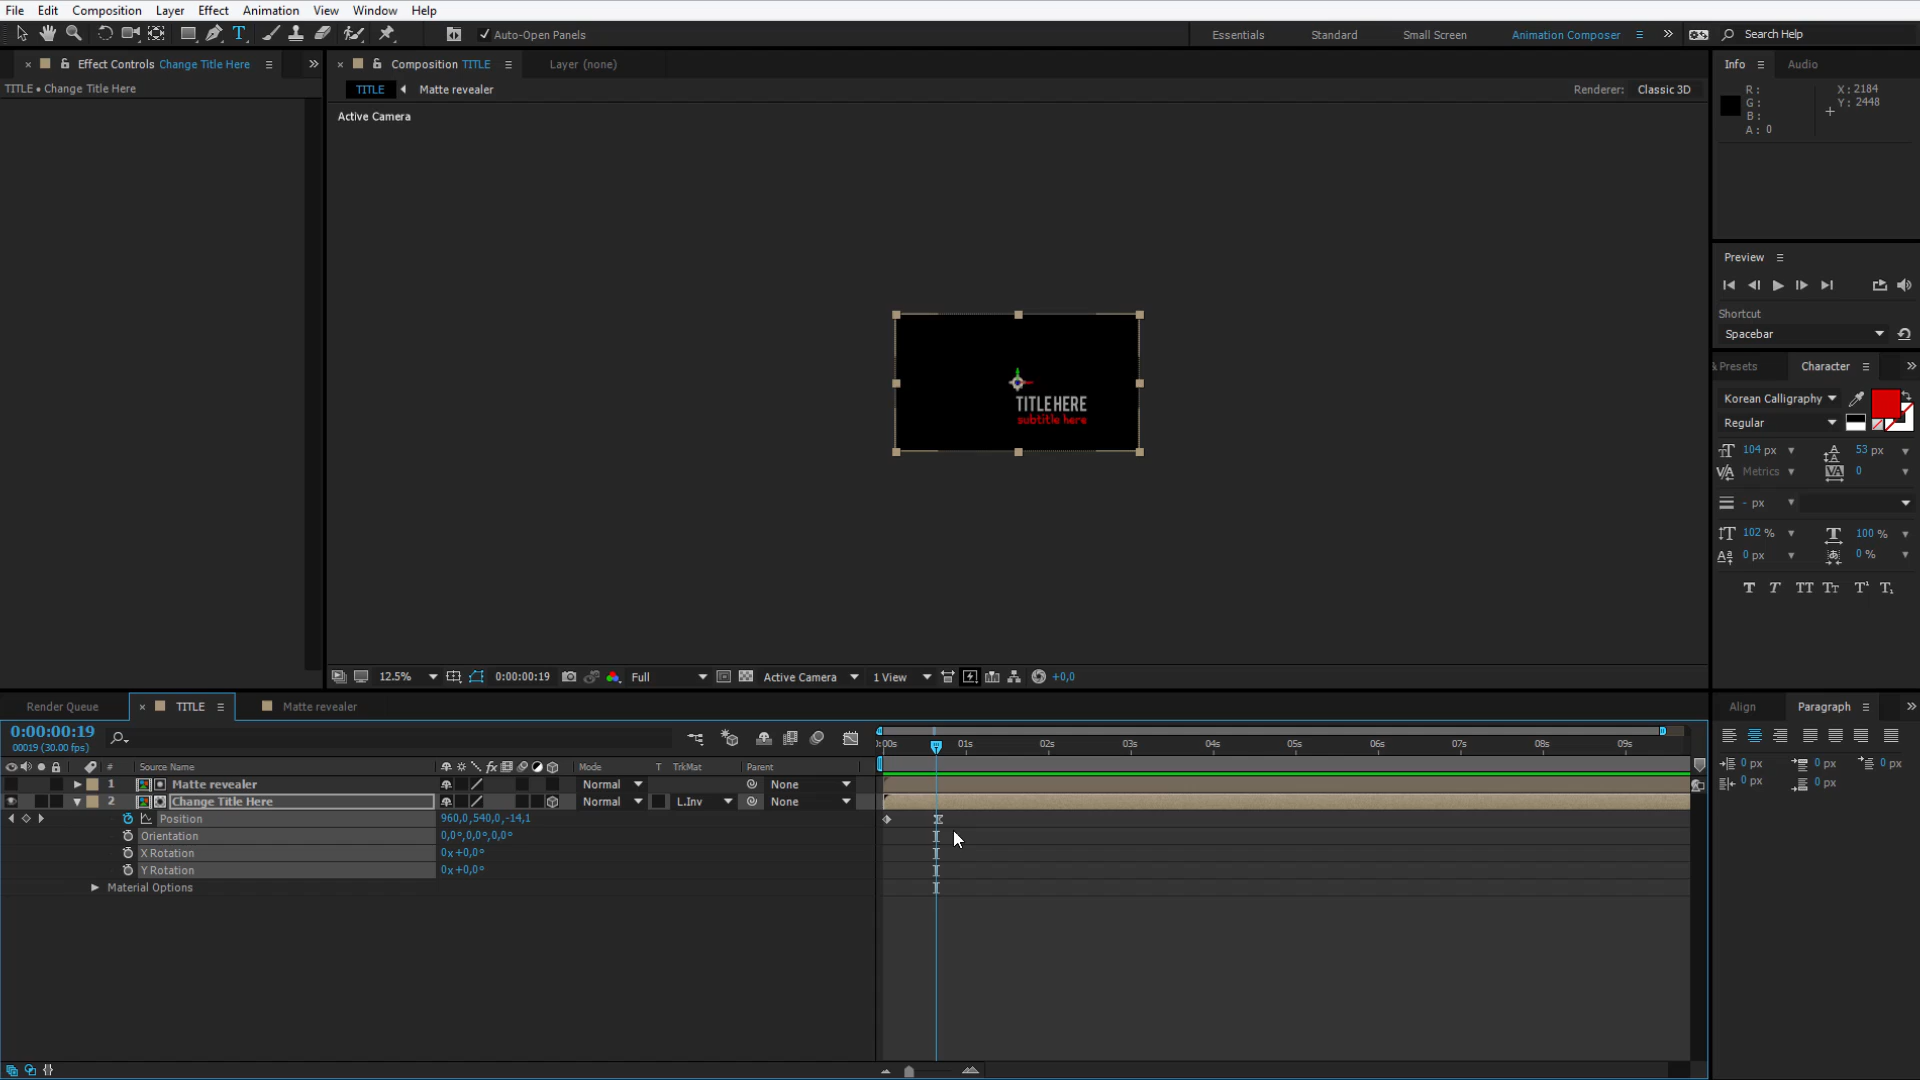 File Edit Composition Layer Effect Animation View Window Help
Auto-Open Panels Essentials Standard Small Screen Animation Composer Search Help
Effect Controls Change Title Here
TITLE • Change Title Here
Composition TITLE Layer (none)
TITLE Matte revealer Renderer: Classic 3D
Active Camera
TITLE HERE
subtitle here
12.5% 0:00:00:19 Full Active Camera 1 View +0,0
Info Audio
R: X: 2184
G: Y: 2448
B:
A: 0
Preview
Shortcut
Spacebar
& Presets Character
Korean Calligraphy
Regular
104 px 53 px
Metrics 0
- px
102 % 100 %
0 px 0 %
T T TT Tt T¹ T₁
Render Queue TITLE Matte revealer
0:00:00:19
00019 (30.00 fps)
:00s 01s 02s 03s 04s 05s 06s 07s 08s 09s
# Source Name fx Mode T TrkMat Parent
1 Matte revealer Normal None
2 Change Title Here Normal L.Inv None
Position 960,0,540,0,-14,1
Orientation 0,0°,0,0°,0,0°
X Rotation 0x+0,0°
Y Rotation 0x+0,0°
Material Options
Align Paragraph
0 px 0 px 0 px
0 px 0 px